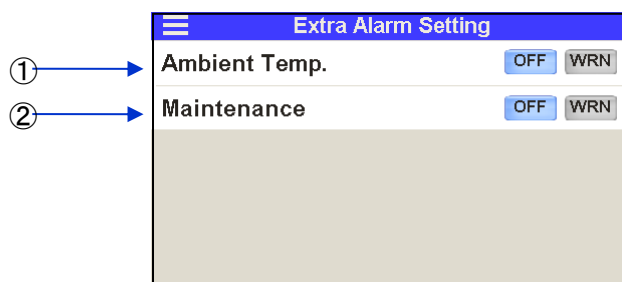 Extra Alarm Setting
① Ambient Temp. OFF WRN
② Maintenance OFF WRN